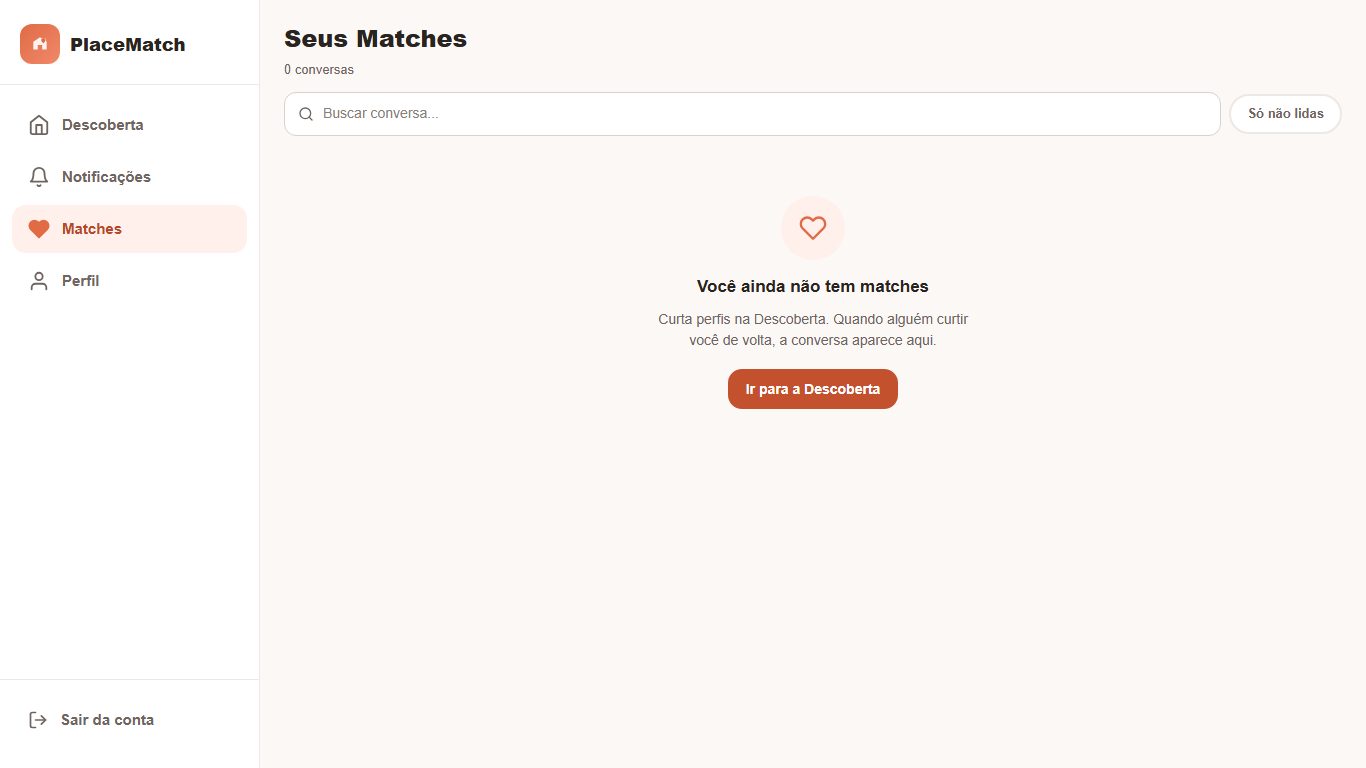 PlaceMatch
Descoberta
Notificações
Matches
Perfil
Sair da conta
Seus Matches
0 conversas
Buscar conversa...
Só não lidas
Você ainda não tem matches
Curta perfis na Descoberta. Quando alguém curtir
você de volta, a conversa aparece aqui.
Ir para a Descoberta